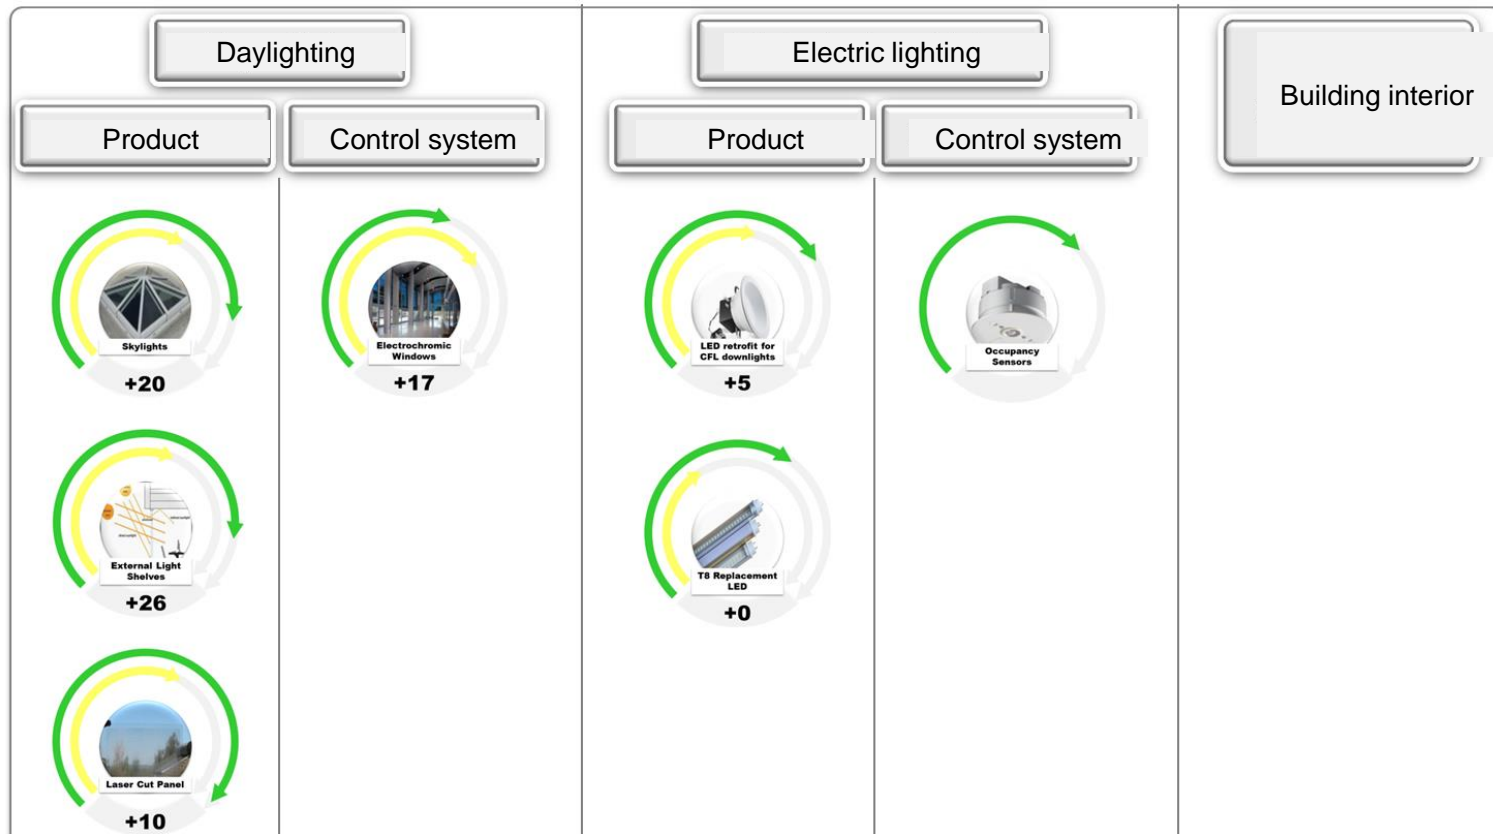 Daylighting
Electric lighting
Building interior
Product
Control system
Product
Control system
Skylights
+20
Electrochromic
Windows
+17
LED retrofit for
CFL downlights
+5
Occupancy
Sensors
External Light
Shelves
+26
T8 Replacement
LED
+0
Laser Cut Panel
+10